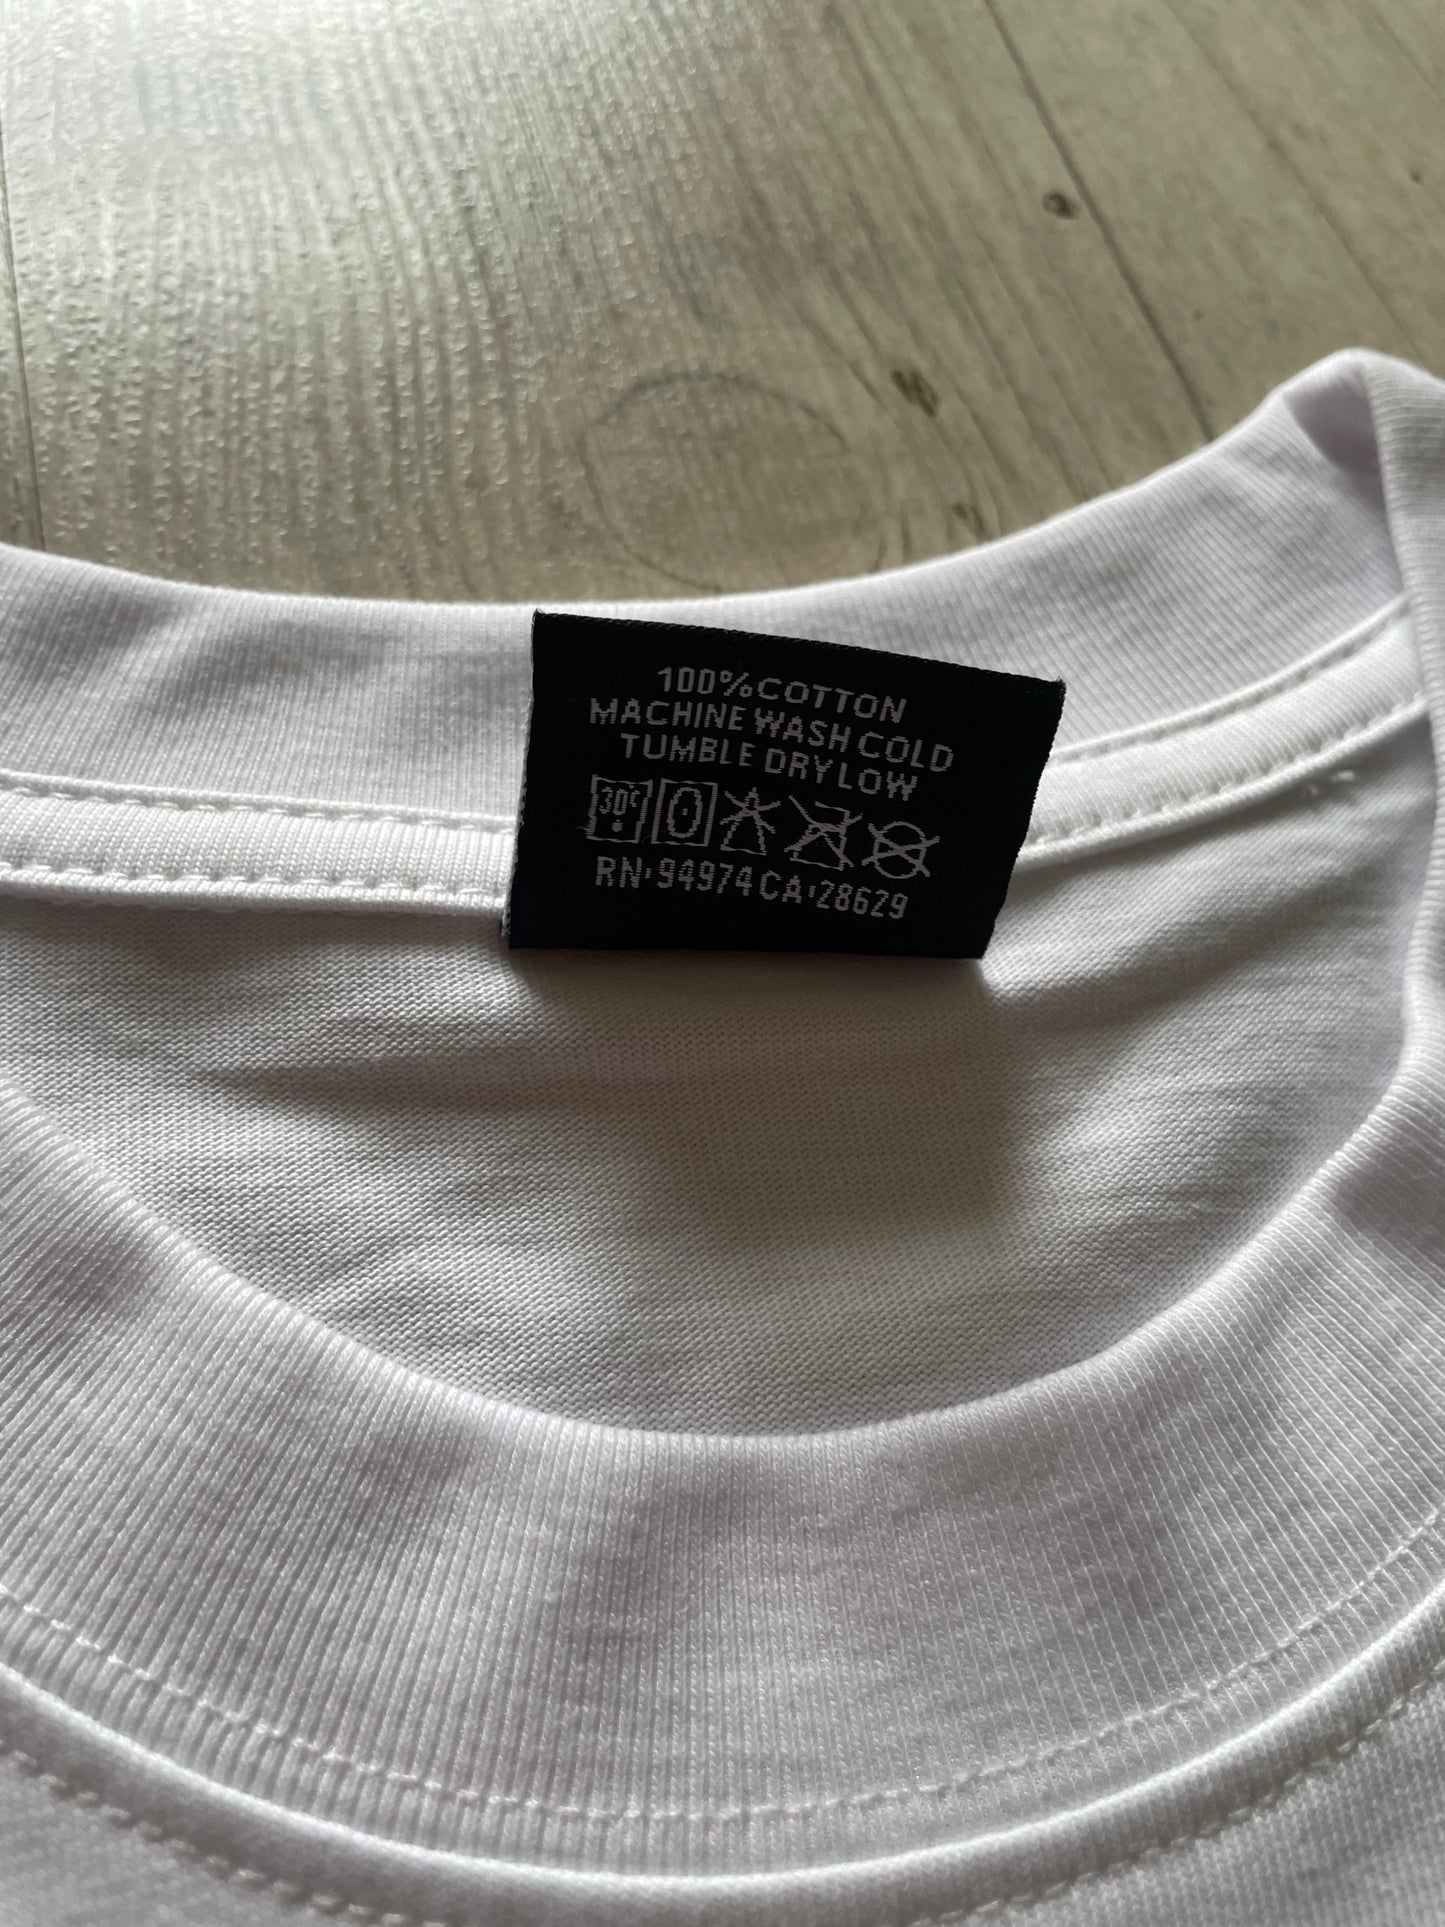 100%COTTON
MACHINE WASH COLD
TUMBLE DRY LOW
30°C
RN:94974 CA:28629